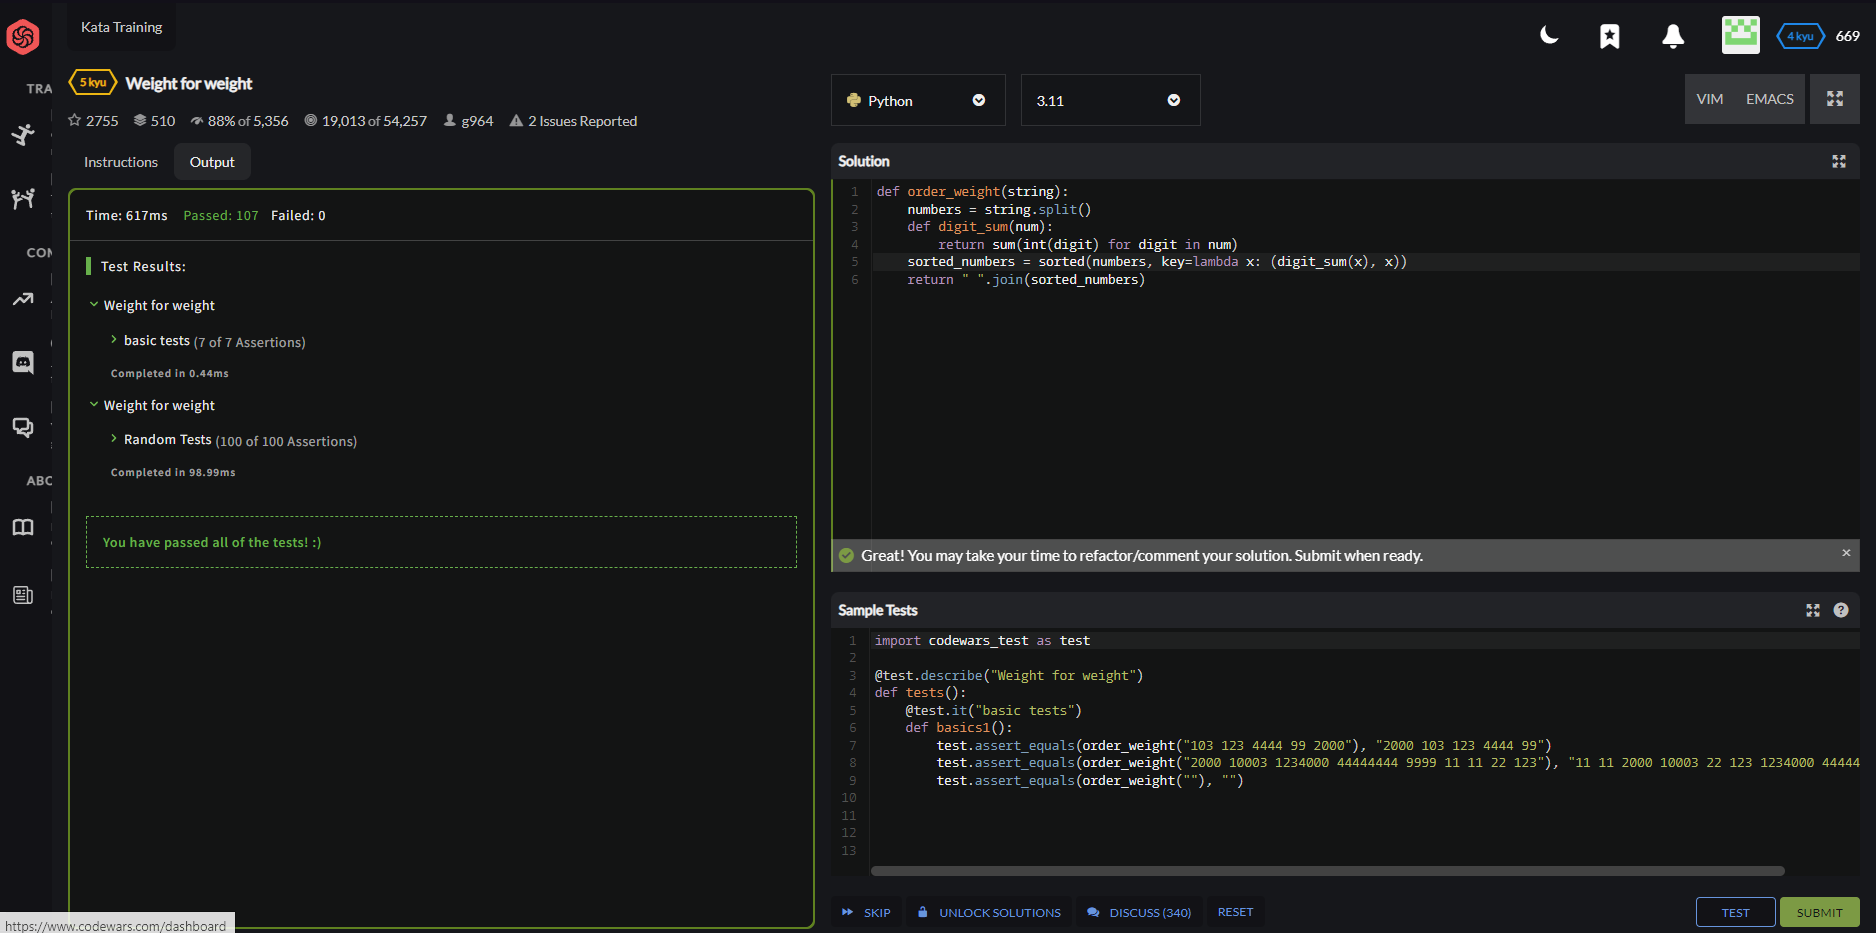 Kata Training
4 kyu 669
TRA
COM
ABC
5 kyu Weight for weight
2755 510 88% of 5,356 19,013 of 54,257 g964 2 Issues Reported
Instructions Output
Time: 617ms Passed: 107 Failed: 0
Test Results:
Weight for weight
basic tests (7 of 7 Assertions)
Completed in 0.44ms
Weight for weight
Random Tests (100 of 100 Assertions)
Completed in 98.99ms
You have passed all of the tests! :)
Python 3.11 VIM EMACS
Solution
1 def order_weight(string):
2     numbers = string.split()
3     def digit_sum(num):
4         return sum(int(digit) for digit in num)
5     sorted_numbers = sorted(numbers, key=lambda x: (digit_sum(x), x))
6     return " ".join(sorted_numbers)
Great! You may take your time to refactor/comment your solution. Submit when ready. ×
Sample Tests ?
1 import codewars_test as test
2
3 @test.describe("Weight for weight")
4 def tests():
5     @test.it("basic tests")
6     def basics1():
7         test.assert_equals(order_weight("103 123 4444 99 2000"), "2000 103 123 4444 99")
8         test.assert_equals(order_weight("2000 10003 1234000 44444444 9999 11 11 22 123"), "11 11 2000 10003 22 123 1234000 44444
9         test.assert_equals(order_weight(""), "")
10
11
12
13
SKIP UNLOCK SOLUTIONS DISCUSS (340) RESET TEST SUBMIT
https://www.codewars.com/dashboard